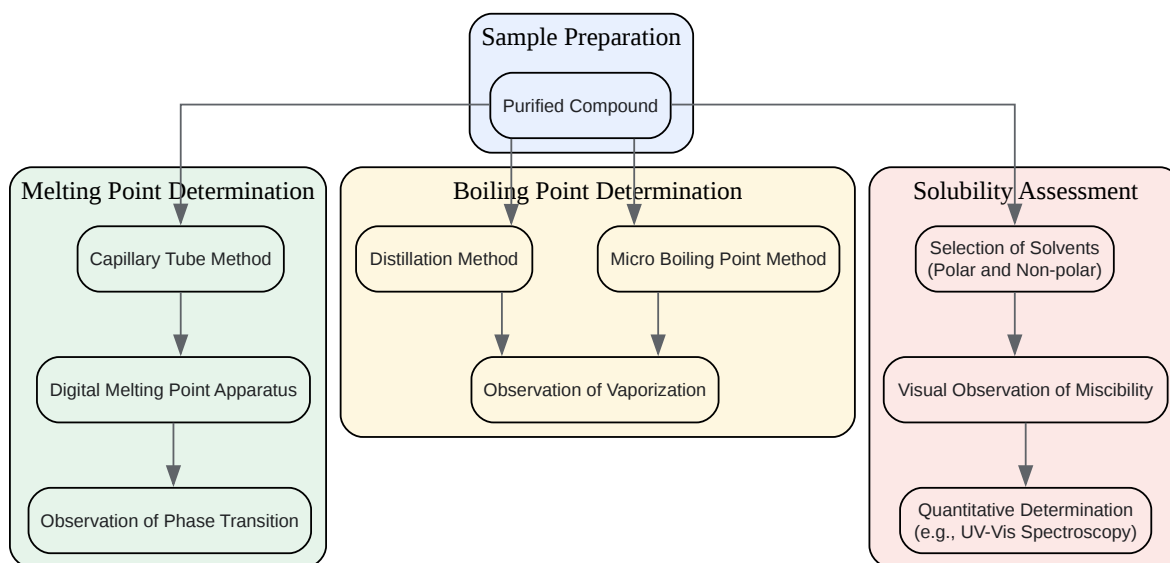 Sample Preparation
Purified Compound
Melting Point Determination
Capillary Tube Method
Digital Melting Point Apparatus
Observation of Phase Transition
Boiling Point Determination
Distillation Method
Micro Boiling Point Method
Observation of Vaporization
Solubility Assessment
Selection of Solvents
(Polar and Non-polar)
Visual Observation of Miscibility
Quantitative Determination
(e.g., UV-Vis Spectroscopy)